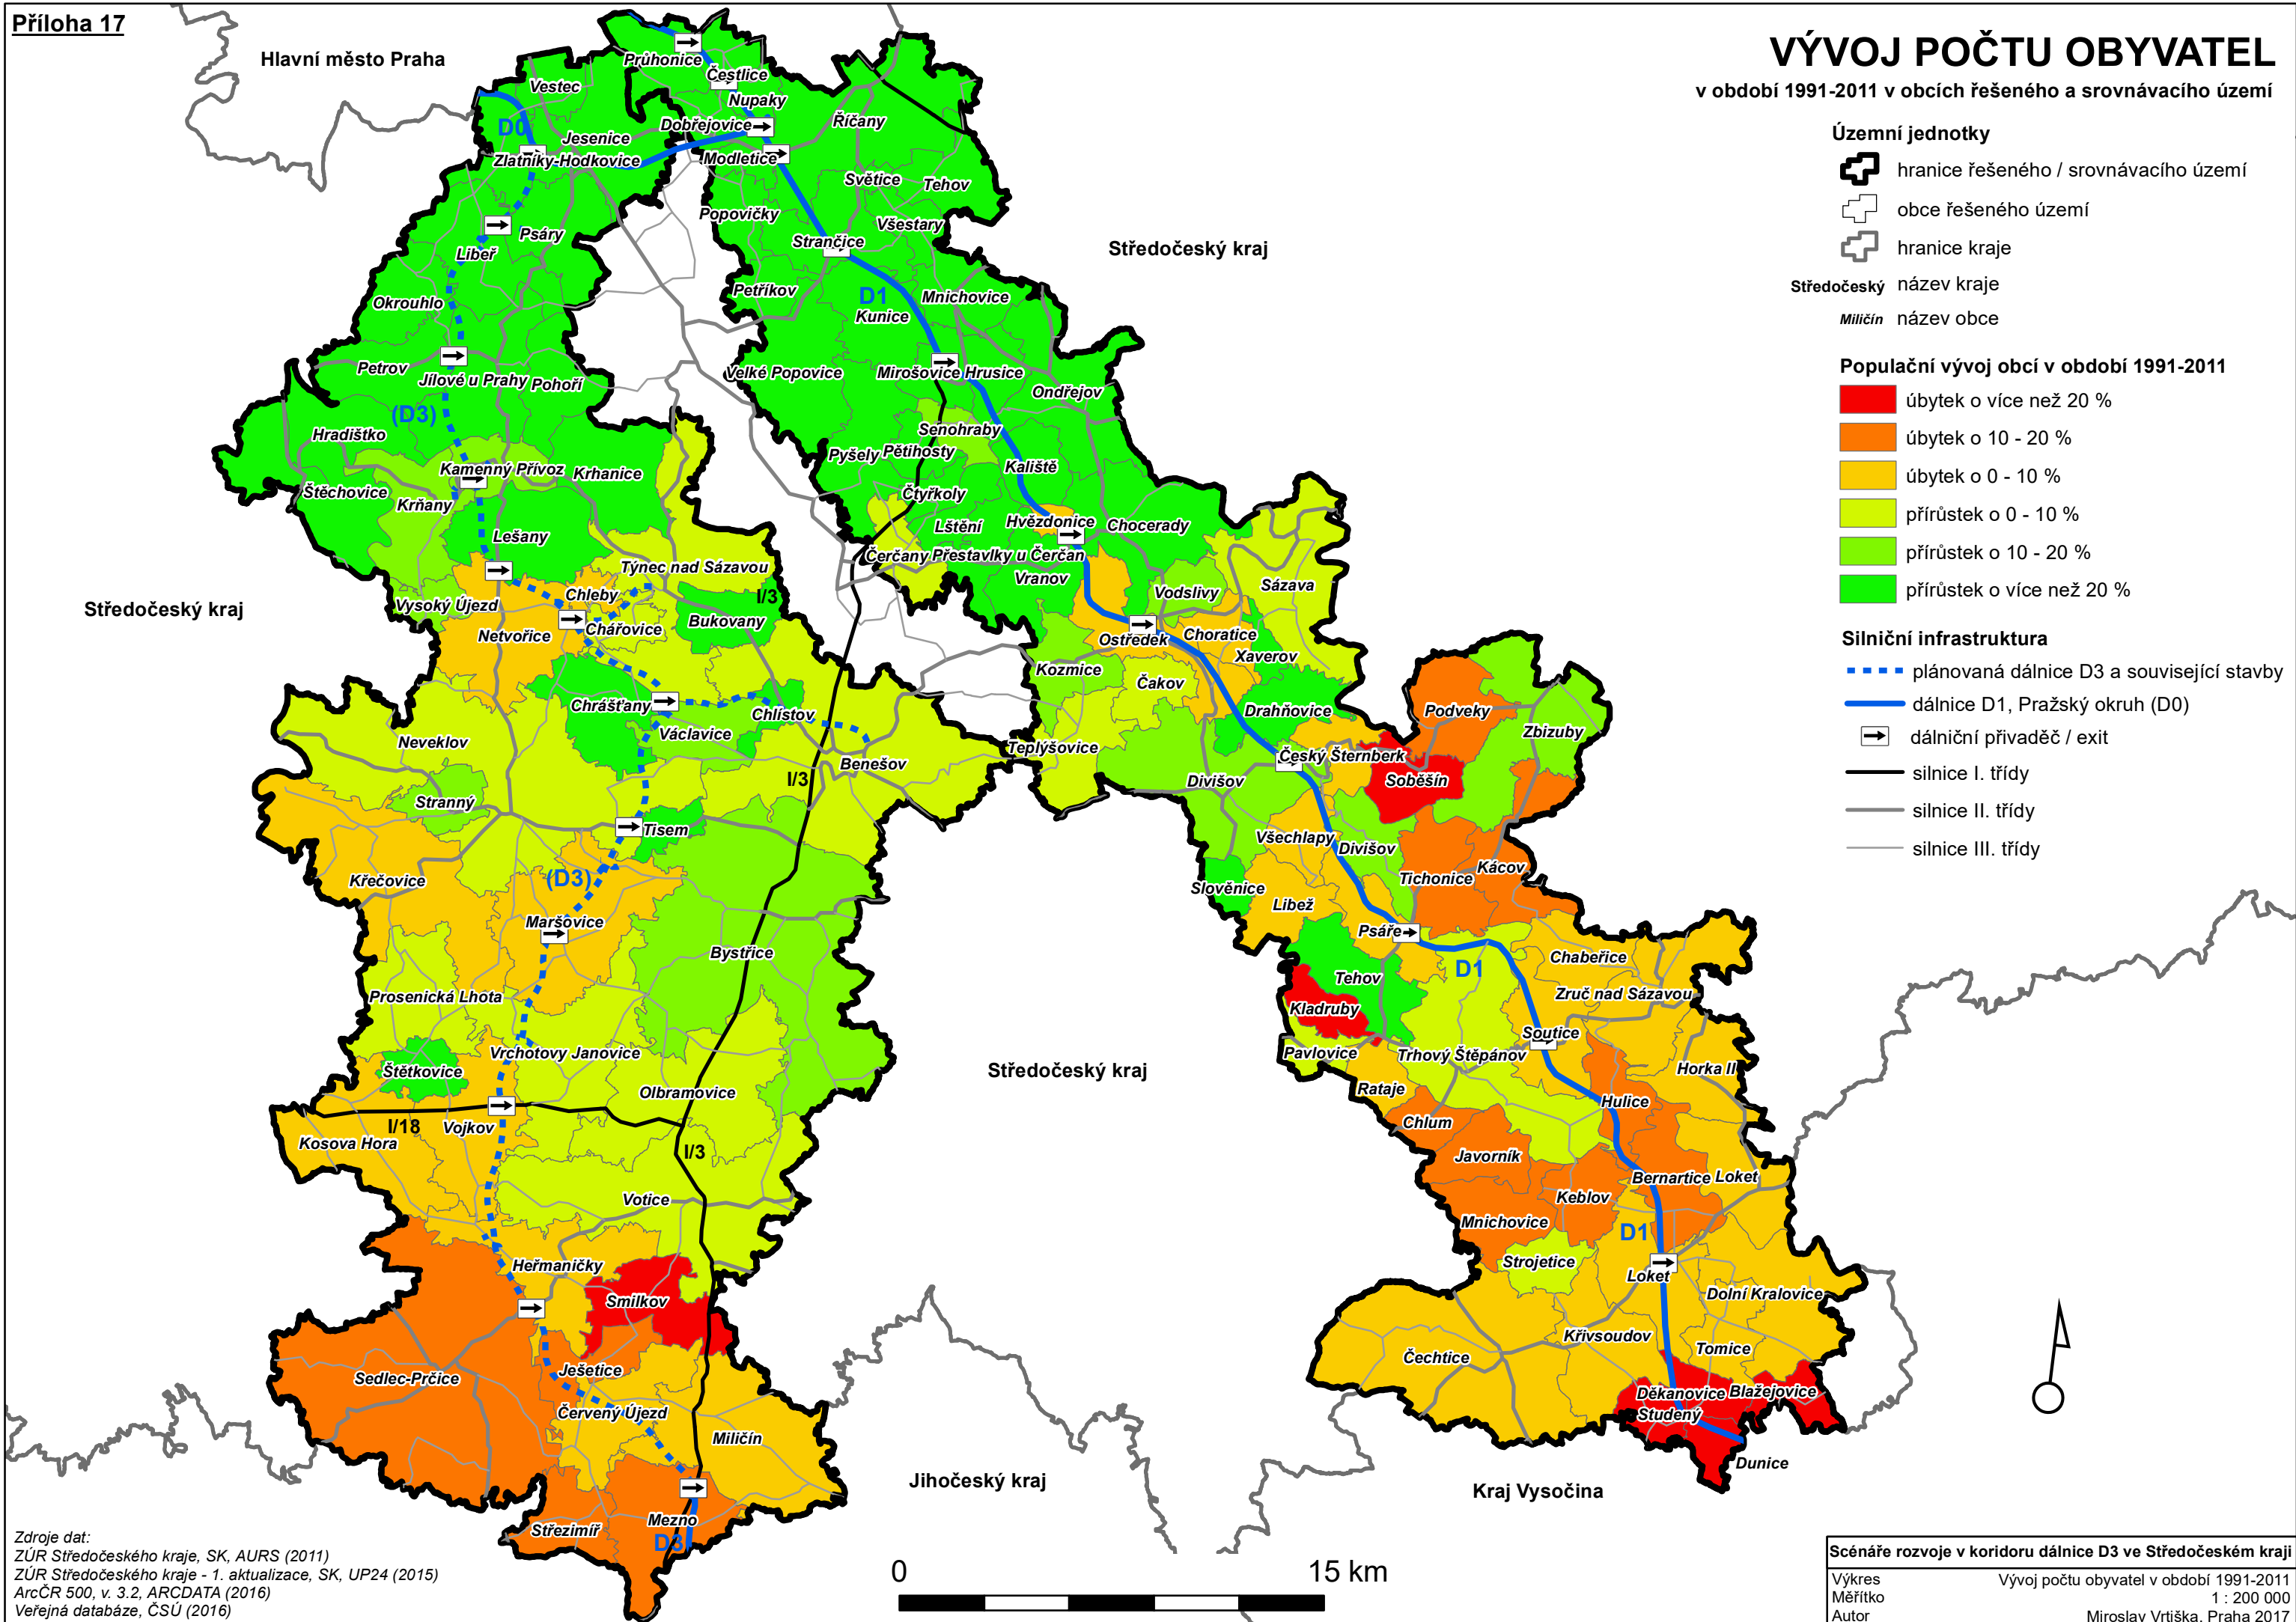 Příloha 17
VÝVOJ POČTU OBYVATEL
v období 1991-2011 v obcích řešeného a srovnávacího území
Územní jednotky
hranice řešeného / srovnávacího území
obce řešeného území
hranice kraje
Středočeský název kraje
Miličín název obce
Populační vývoj obcí v období 1991-2011
úbytek o více než 20 %
úbytek o 10 - 20 %
úbytek o 0 - 10 %
přírůstek o 0 - 10 %
přírůstek o 10 - 20 %
přírůstek o více než 20 %
Silniční infrastruktura
plánovaná dálnice D3 a související stavby
dálnice D1, Pražský okruh (D0)
dálniční přivaděč / exit
silnice I. třídy
silnice II. třídy
silnice III. třídy
Hlavní město Praha
Středočeský kraj
Středočeský kraj
Středočeský kraj
Jihočeský kraj
Kraj Vysočina
Průhonice
Čestlice
Vestec
Nupaky
D0
Jesenice
Dobřejovice
Říčany
Zlatníky-Hodkovice
Modletice
Světice
Tehov
Popovičky
Všestary
Psáry
Strančice
Libeř
Petříkov
Okrouhlo
D1
Mnichovice
Kunice
Petrov
Jílové u Prahy
Pohoří
Velké Popovice
Mirošovice
Hrusice
Ondřejov
(D3)
Hradištko
Senohraby
Pyšely
Pětihosty
Kamenný Přívoz
Krhanice
Kaliště
Štěchovice
Krňany
Čtyřkoly
Lštění
Hvězdonice
Chocerady
Lešany
Čerčany
Přestavlky u Čerčan
Týnec nad Sázavou
Vranov
Sázava
Vysoký Újezd
Chleby
I/3
Vodslivy
Netvořice
Chářovice
Bukovany
Ostředek
Choratice
Xaverov
Kozmice
Čakov
Chrášťany
Chlístov
Drahňovice
Podveky
Václavice
Zbizuby
Neveklov
Teplýšovice
Benešov
Český Šternberk
I/3
Divišov
Soběšín
Stranný
Tisem
Všechlapy
Divišov
Křečovice
(D3)
Tichonice
Kácov
Slověnice
Libež
Maršovice
Psáře
Bystřice
D1
Chabeřice
Tehov
Prosenická Lhota
Zruč nad Sázavou
Kladruby
Soutice
Vrchotovy Janovice
Pavlovice
Trhový Štěpánov
Štětkovice
Horka II
Olbramovice
Rataje
Hulice
I/18
Vojkov
Chlum
Kosova Hora
I/3
Javorník
Bernartice
Loket
Votice
Keblov
Mnichovice
D1
Heřmaničky
Strojetice
Loket
Smilkov
Dolní Kralovice
Křivsoudov
Tomice
Ješetice
Čechtice
Sedlec-Prčice
Děkanovice
Blažejovice
Červený Újezd
Studený
Miličín
Dunice
Střezimíř
Mezno
D3
Zdroje dat:
ZÚR Středočeského kraje, SK, AURS (2011)
ZÚR Středočeského kraje - 1. aktualizace, SK, UP24 (2015)
ArcČR 500, v. 3.2, ARCDATA (2016)
Veřejná databáze, ČSÚ (2016)
0 15 km
Scénáře rozvoje v koridoru dálnice D3 ve Středočeském kraji
Výkres Vývoj počtu obyvatel v období 1991-2011
Měřítko 1 : 200 000
Autor Miroslav Vrtiška, Praha 2017